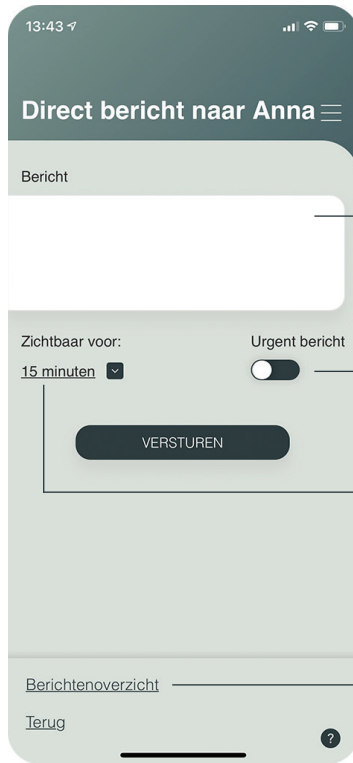 13:43
Direct bericht naar Anna
Bericht
Zichtbaar voor:
Urgent bericht
15 minuten
VERSTUREN
Berichtenoverzicht
Terug
?